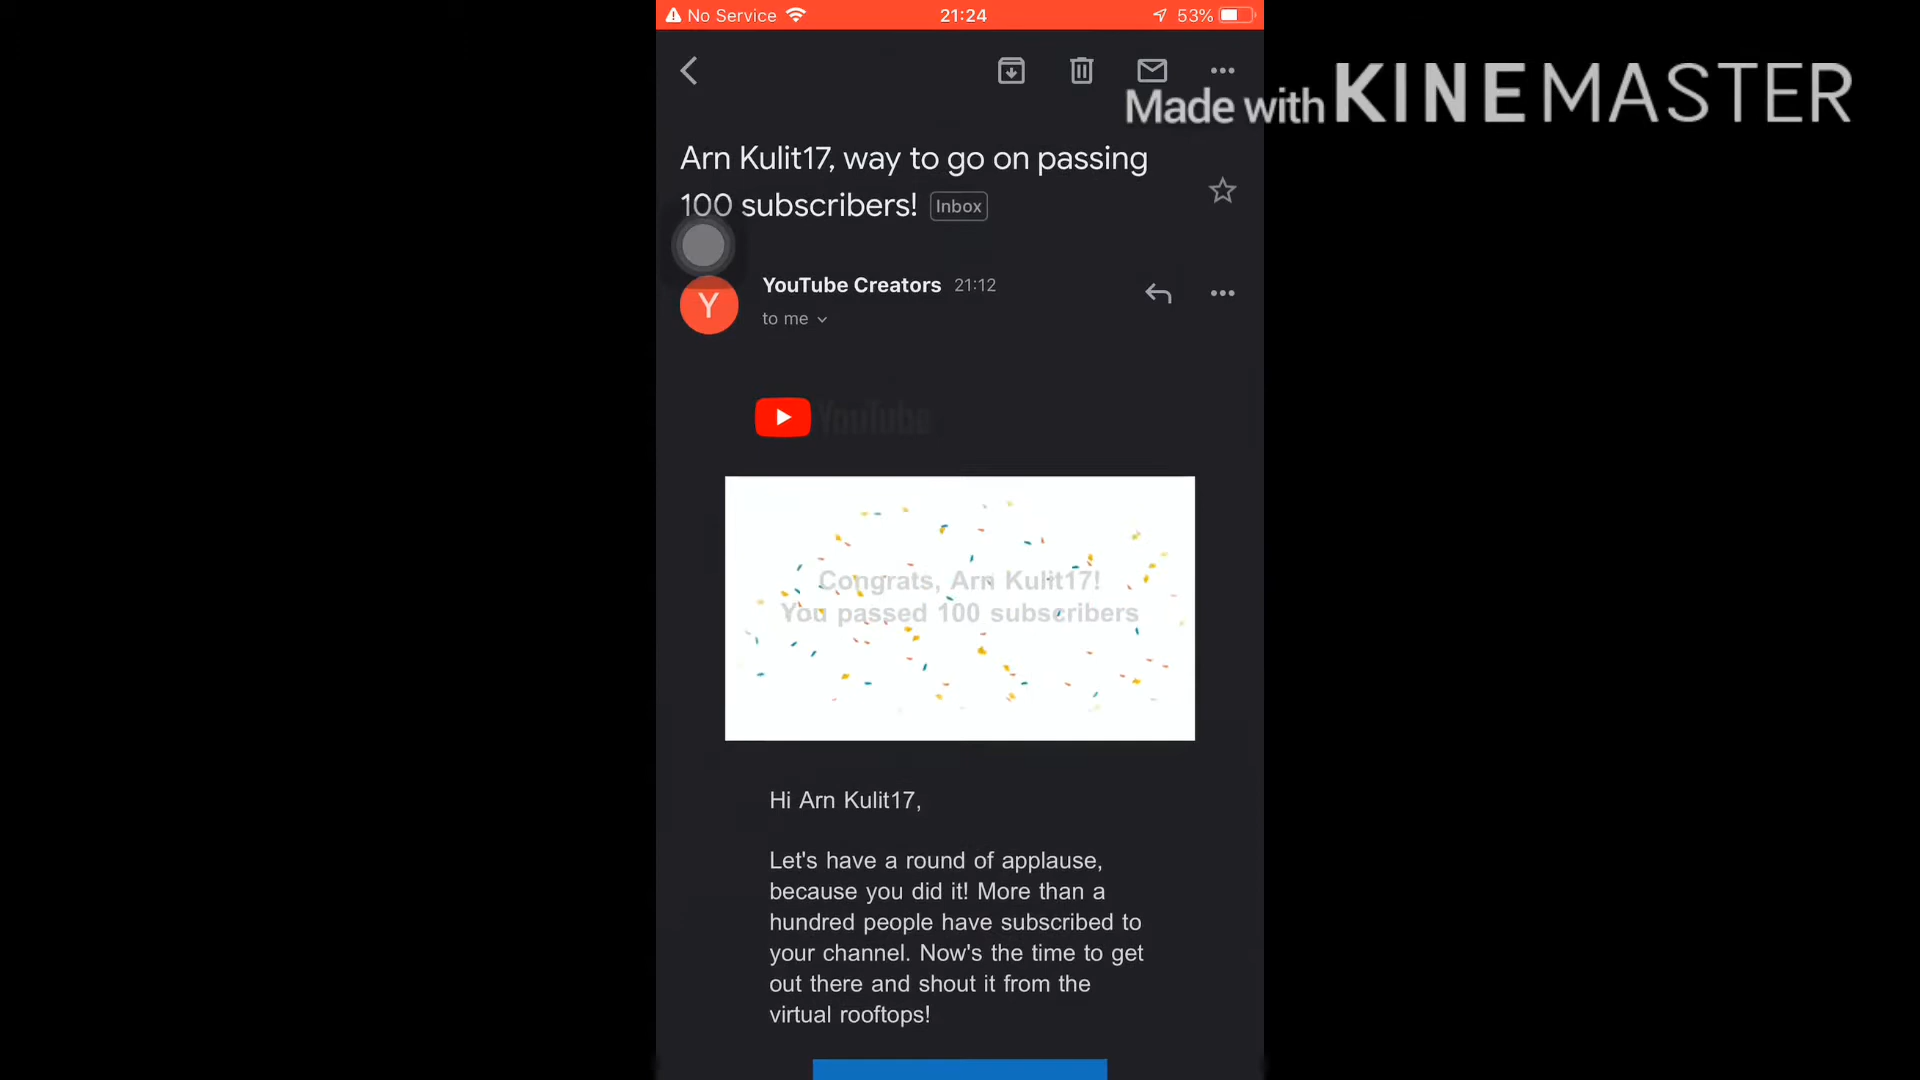 No Service 21:24 53%
Made with KINEMASTER
Arn Kulit17, way to go on passing
100 subscribers! Inbox
YouTube Creators 21:12
Y
to me
YouTube
Congrats, Arn Kulit17!
You passed 100 subscribers
Hi Arn Kulit17,
Let's have a round of applause,
because you did it! More than a
hundred people have subscribed to
your channel. Now's the time to get
out there and shout it from the
virtual rooftops!